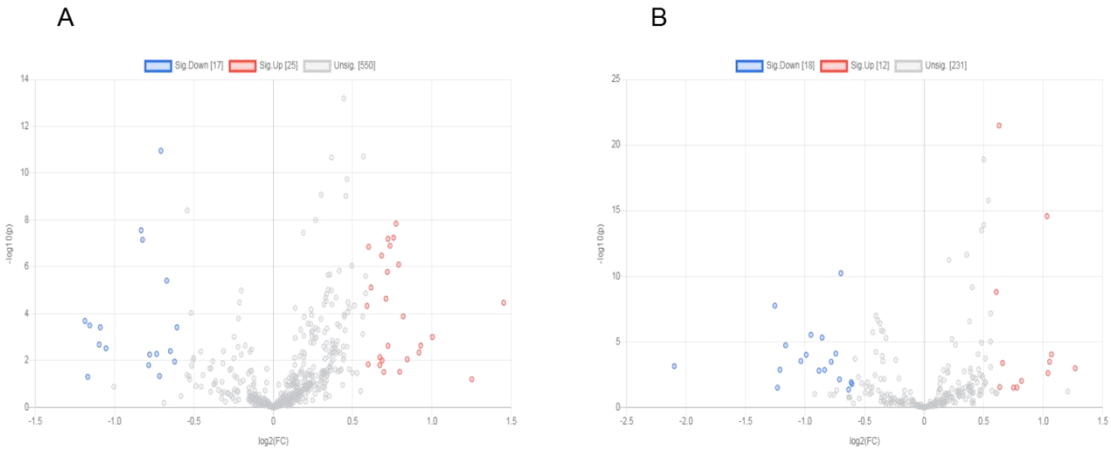 A
B
Sig.Down [17] Sig.Up [25] Unsig. [550]
Sig.Down [18] Sig.Up [12] Unsig. [231]
14
12
10
8
6
4
2
0
-log10(p)
-1.5 -1.0 -0.5 0 0.5 1.0 1.5
log2(FC)
25
20
15
10
5
0
-log10(p)
-2.5 -2.0 -1.5 -1.0 -0.5 0 0.5 1.0 1.5
log2(FC)